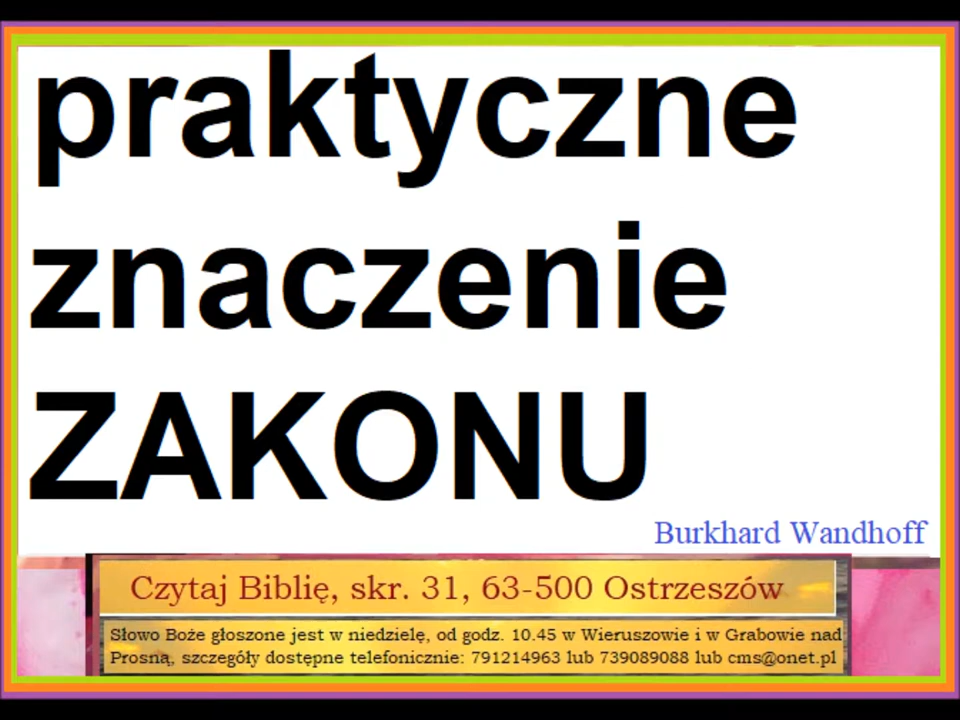 praktyczne
znaczenie
ZAKONU
Burkhard Wandhoff
Czytaj Biblię, skr. 31, 63-500 Ostrzeszów
Słowo Boże głoszone jest w niedzielę, od godz. 10.45 w Wieruszowie i w Grabowie nad
Prosną, szczegóły dostępne telefonicznie: 791214963 lub 739089088 lub cms@onet.pl